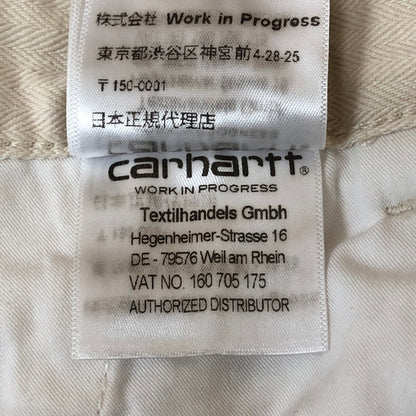 株式会社 Work in Progress
東京都渋谷区神宮前4-28-25
〒150-0001
日本正規代理店
carhartt®
WORK IN PROGRESS
Textilhandels Gmbh
Hegenheimer-Strasse 16
DE - 79576 Weil am Rhein
VAT NO. 160 705 175
AUTHORIZED DISTRIBUTOR